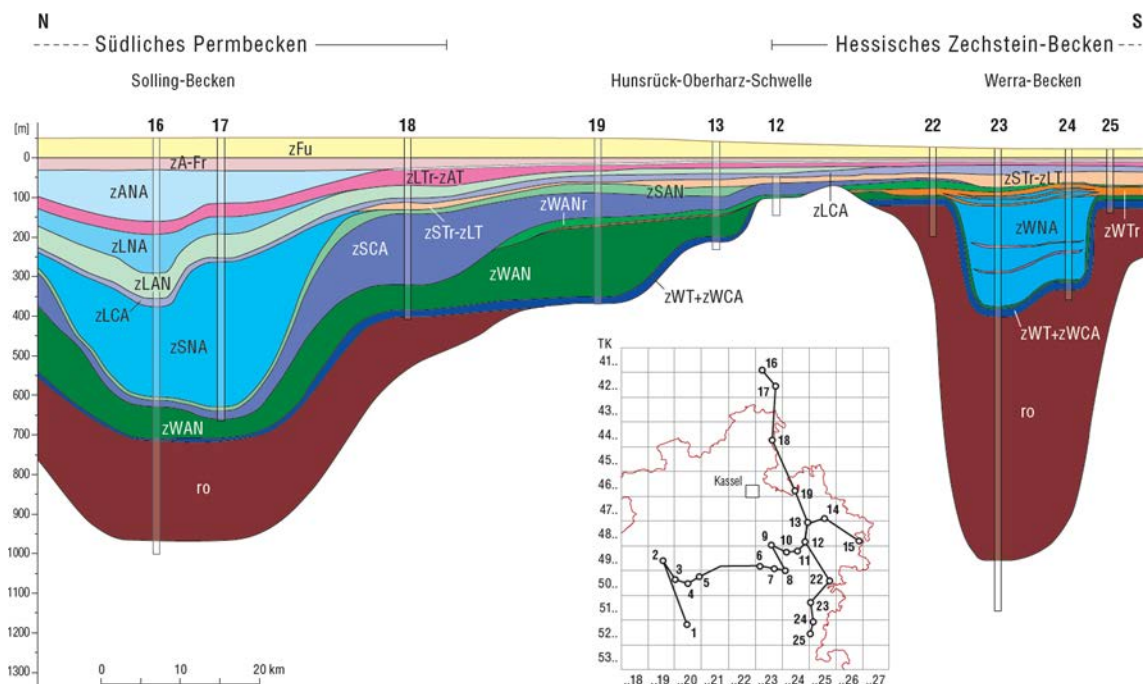 N
S
Südliches Permbecken
Hessisches Zechstein-Becken
Solling-Becken
Hunsrück-Oberharz-Schwelle
Werra-Becken
[m]
16
17
18
19
13
12
22
23
24
25
0
100
200
300
400
500
600
700
800
900
1000
1100
1200
1300
zFu
zA-Fr
zANA
zLTr-zAT
zLNA
zLAN
zLCA
zSNA
zSCA
zSTr-zLT
zSAN
zWANr
zWAN
zWAN
zWT+zWCA
zLCA
zSTr-zLT
zWNA
zWTr
zWT+zWCA
ro
ro
0
10
20 km
TK
41..
42..
43..
44..
45..
46..
47..
48..
49..
50..
51..
52..
53..
..18 ..19 ..20 ..21 ..22 ..23 ..24 ..25 ..26 ..27
Kassel
16
17
18
19
14
13
12
15
9
10
11
2
3
4
5
6
7
8
22
23
24
25
1